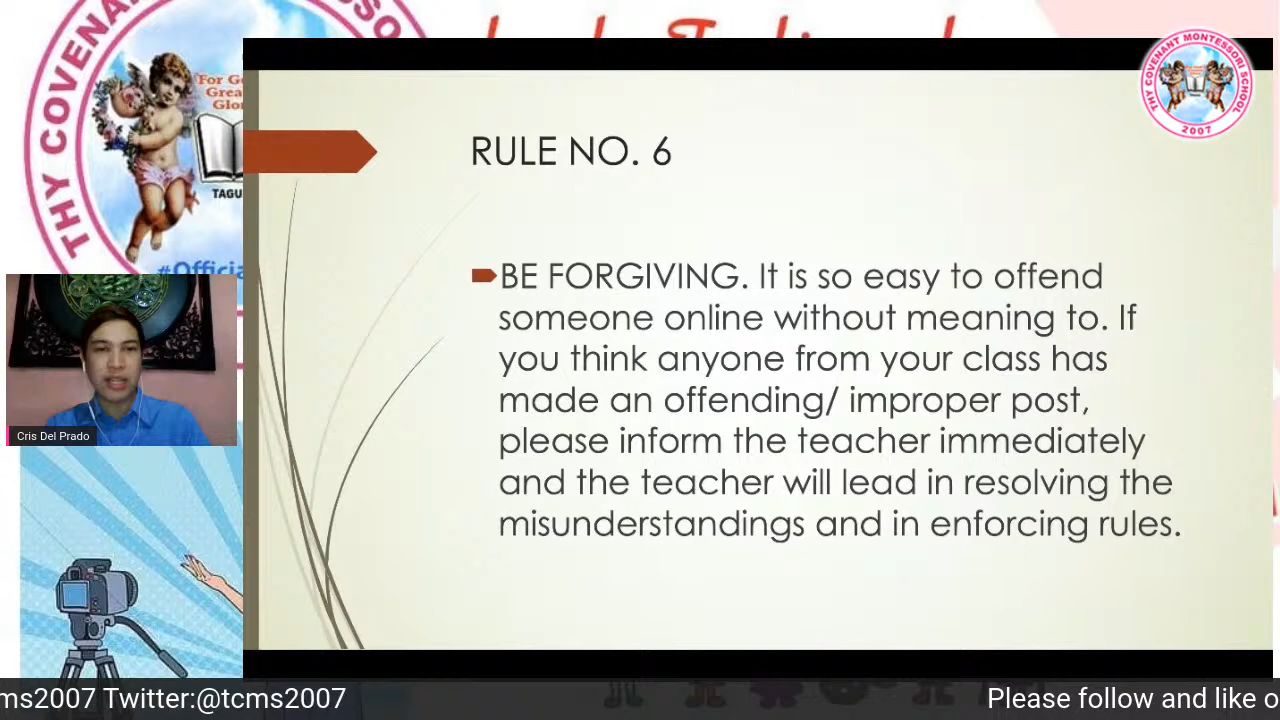 THY COVENANT MONTESSORI SCHOOL
2007
TAGU
#Offici
RULE NO. 6
BE FORGIVING. It is so easy to offend
someone online without meaning to. If
you think anyone from your class has
made an offending/ improper post,
please inform the teacher immediately
and the teacher will lead in resolving the
misunderstandings and in enforcing rules.
Cris Del Prado
ms2007 Twitter:@tcms2007
Please follow and like o